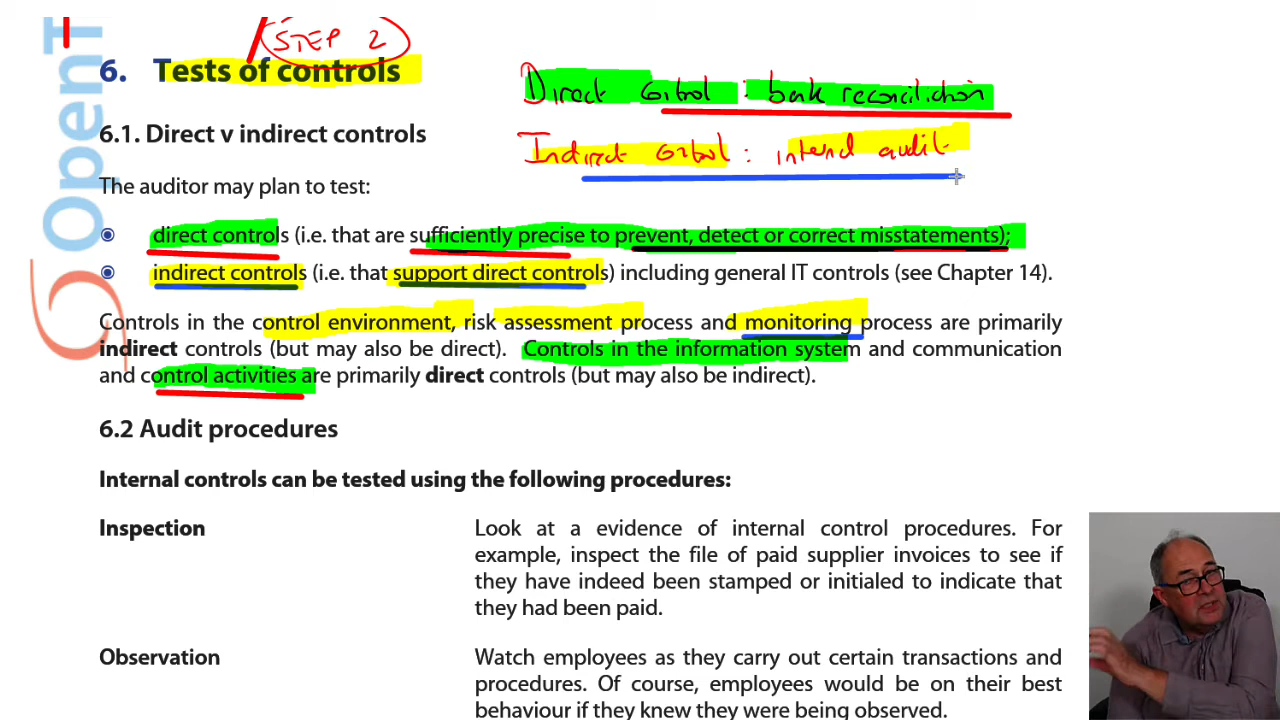 OpenT
STEP 2
6. Tests of controls
Direct Control : bank reconciliation
Indirect Control : internal audit
6.1. Direct v indirect controls
The auditor may plan to test:
direct controls (i.e. that are sufficiently precise to prevent, detect or correct misstatements);
indirect controls (i.e. that support direct controls) including general IT controls (see Chapter 14).
Controls in the control environment, risk assessment process and monitoring process are primarily
indirect controls (but may also be direct). Controls in the information system and communication
and control activities are primarily direct controls (but may also be indirect).
6.2 Audit procedures
Internal controls can be tested using the following procedures:
Inspection
Look at a evidence of internal control procedures. For
example, inspect the file of paid supplier invoices to see if
they have indeed been stamped or initialed to indicate that
they had been paid.
Observation
Watch employees as they carry out certain transactions and
procedures. Of course, employees would be on their best
behaviour if they knew they were being observed.